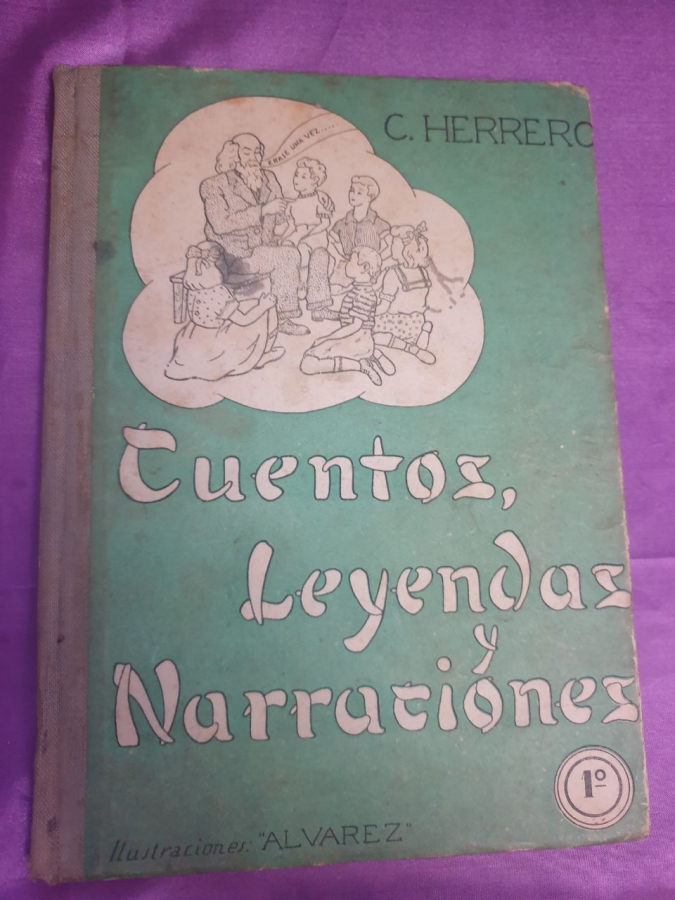 C. HERRERO
ERASE UNA VEZ....
Cuentos,
Leyendas
y
Narraciones
1º
Ilustraciones: "ALVAREZ"